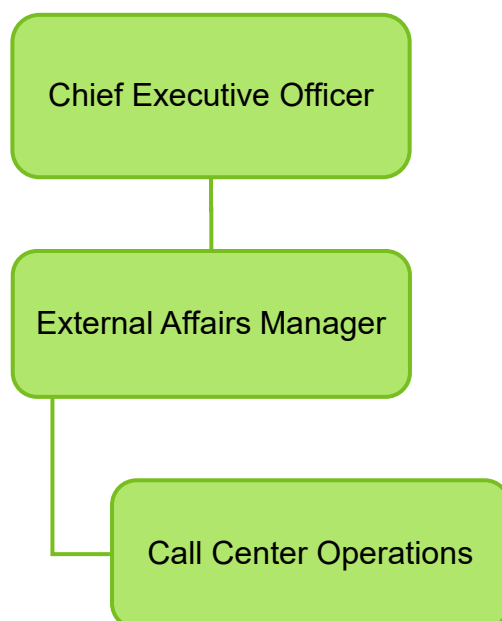 Chief Executive Officer
External Affairs Manager
Call Center Operations